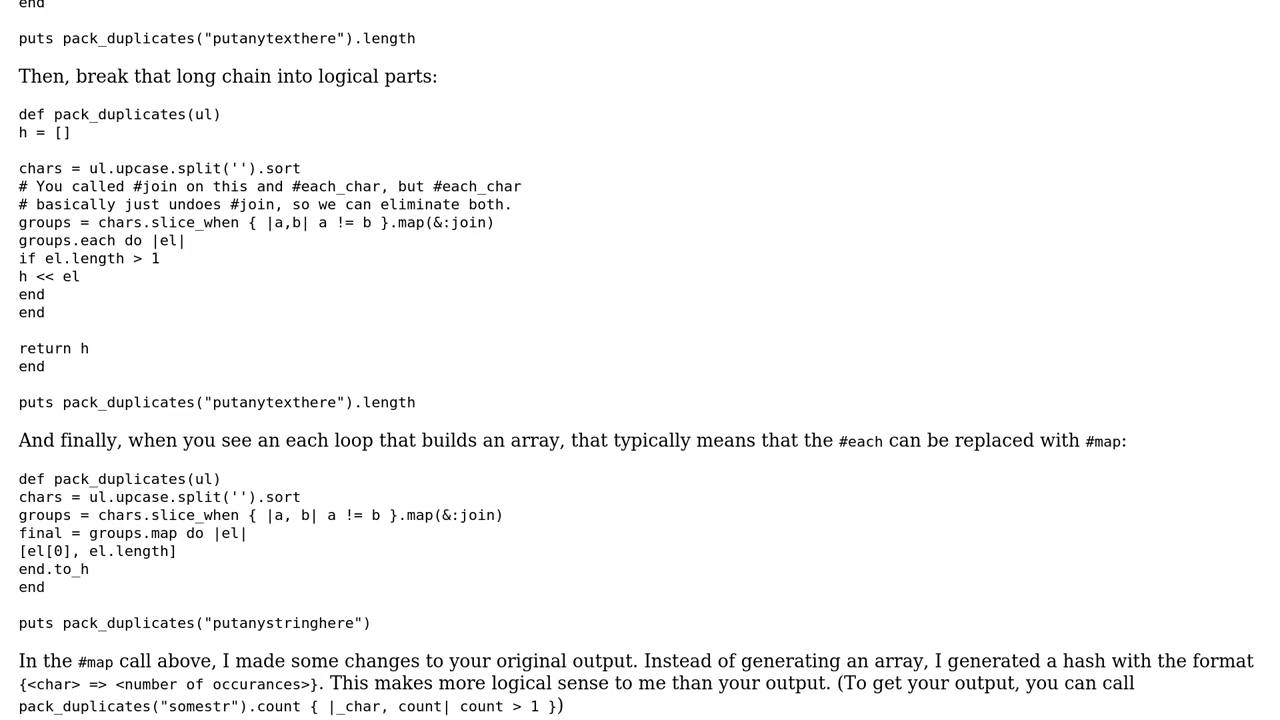 end
puts pack_duplicates("putanytexthere").length
Then, break that long chain into logical parts:
def pack_duplicates(ul)
h = []
chars = ul.upcase.split('').sort
# You called #join on this and #each_char, but #each_char
# basically just undoes #join, so we can eliminate both.
groups = chars.slice_when { |a,b| a != b }.map(&:join)
groups.each do |el|
if el.length > 1
h << el
end
end
return h
end
puts pack_duplicates("putanytexthere").length
And finally, when you see an each loop that builds an array, that typically means that the #each can be replaced with #map:
def pack_duplicates(ul)
chars = ul.upcase.split('').sort
groups = chars.slice_when { |a, b| a != b }.map(&:join)
final = groups.map do |el|
[el[0], el.length]
end.to_h
end
puts pack_duplicates("putanystringhere")
In the #map call above, I made some changes to your original output. Instead of generating an array, I generated a hash with the format
{<char> => <number of occurances>}. This makes more logical sense to me than your output. (To get your output, you can call
pack_duplicates("somestr").count { |_char, count| count > 1 })